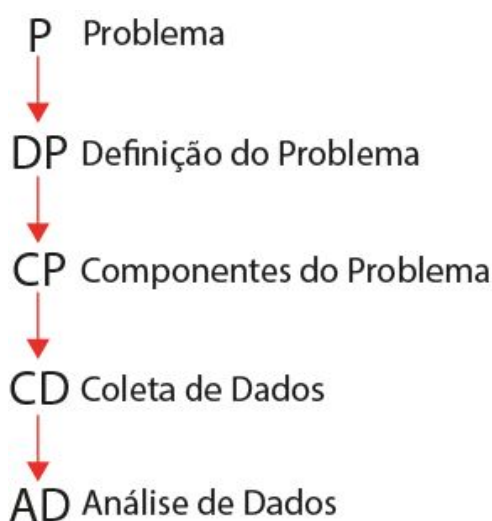 P Problema
DP Definição do Problema
CP Componentes do Problema
CD Coleta de Dados
AD Análise de Dados